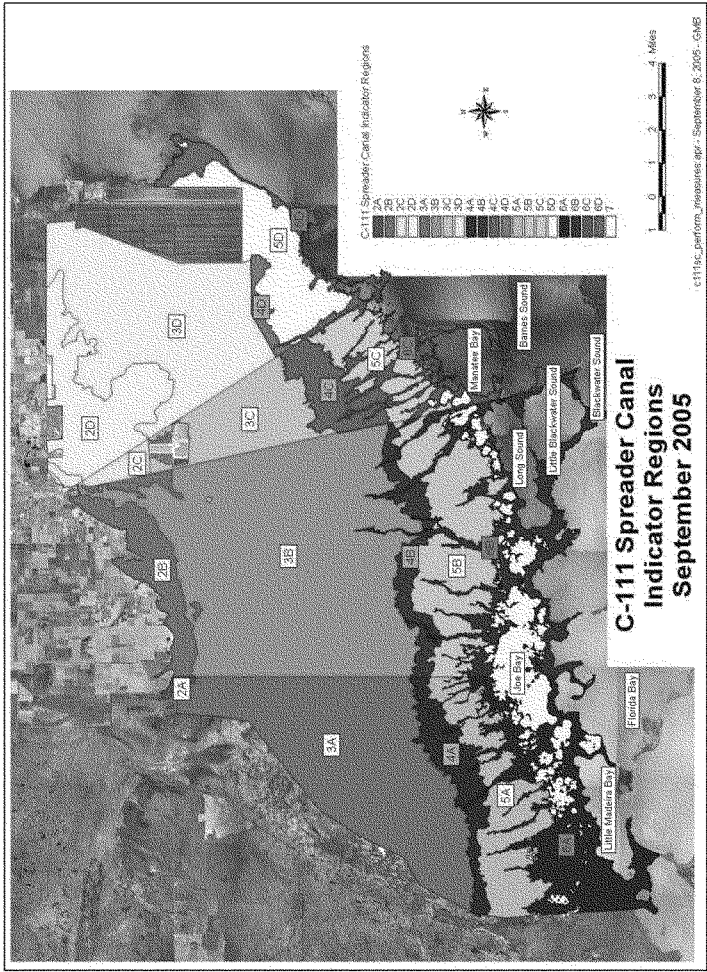 C-111 Spreader Canal
Indicator Regions
September 2005
C-111 Spreader Canal Indicator Regions
2A
2B
2C
2D
3A
3B
3C
3D
4A
4B
4C
4D
5A
5B
5C
5D
6A
6B
6C
6D
7
1 0 1 2 3 4 Miles
c111sc_perform_measures.apr - September 8, 2005 - GMB
2A
2B
2C
2D
3A
3B
3C
3D
4A
4B
4C
4D
5A
5B
5C
5D
Manatee Bay
Barnes Sound
Long Sound
Little Blackwater Sound
Blackwater Sound
Joe Bay
Florida Bay
Little Madeira Bay
N
E
S
W